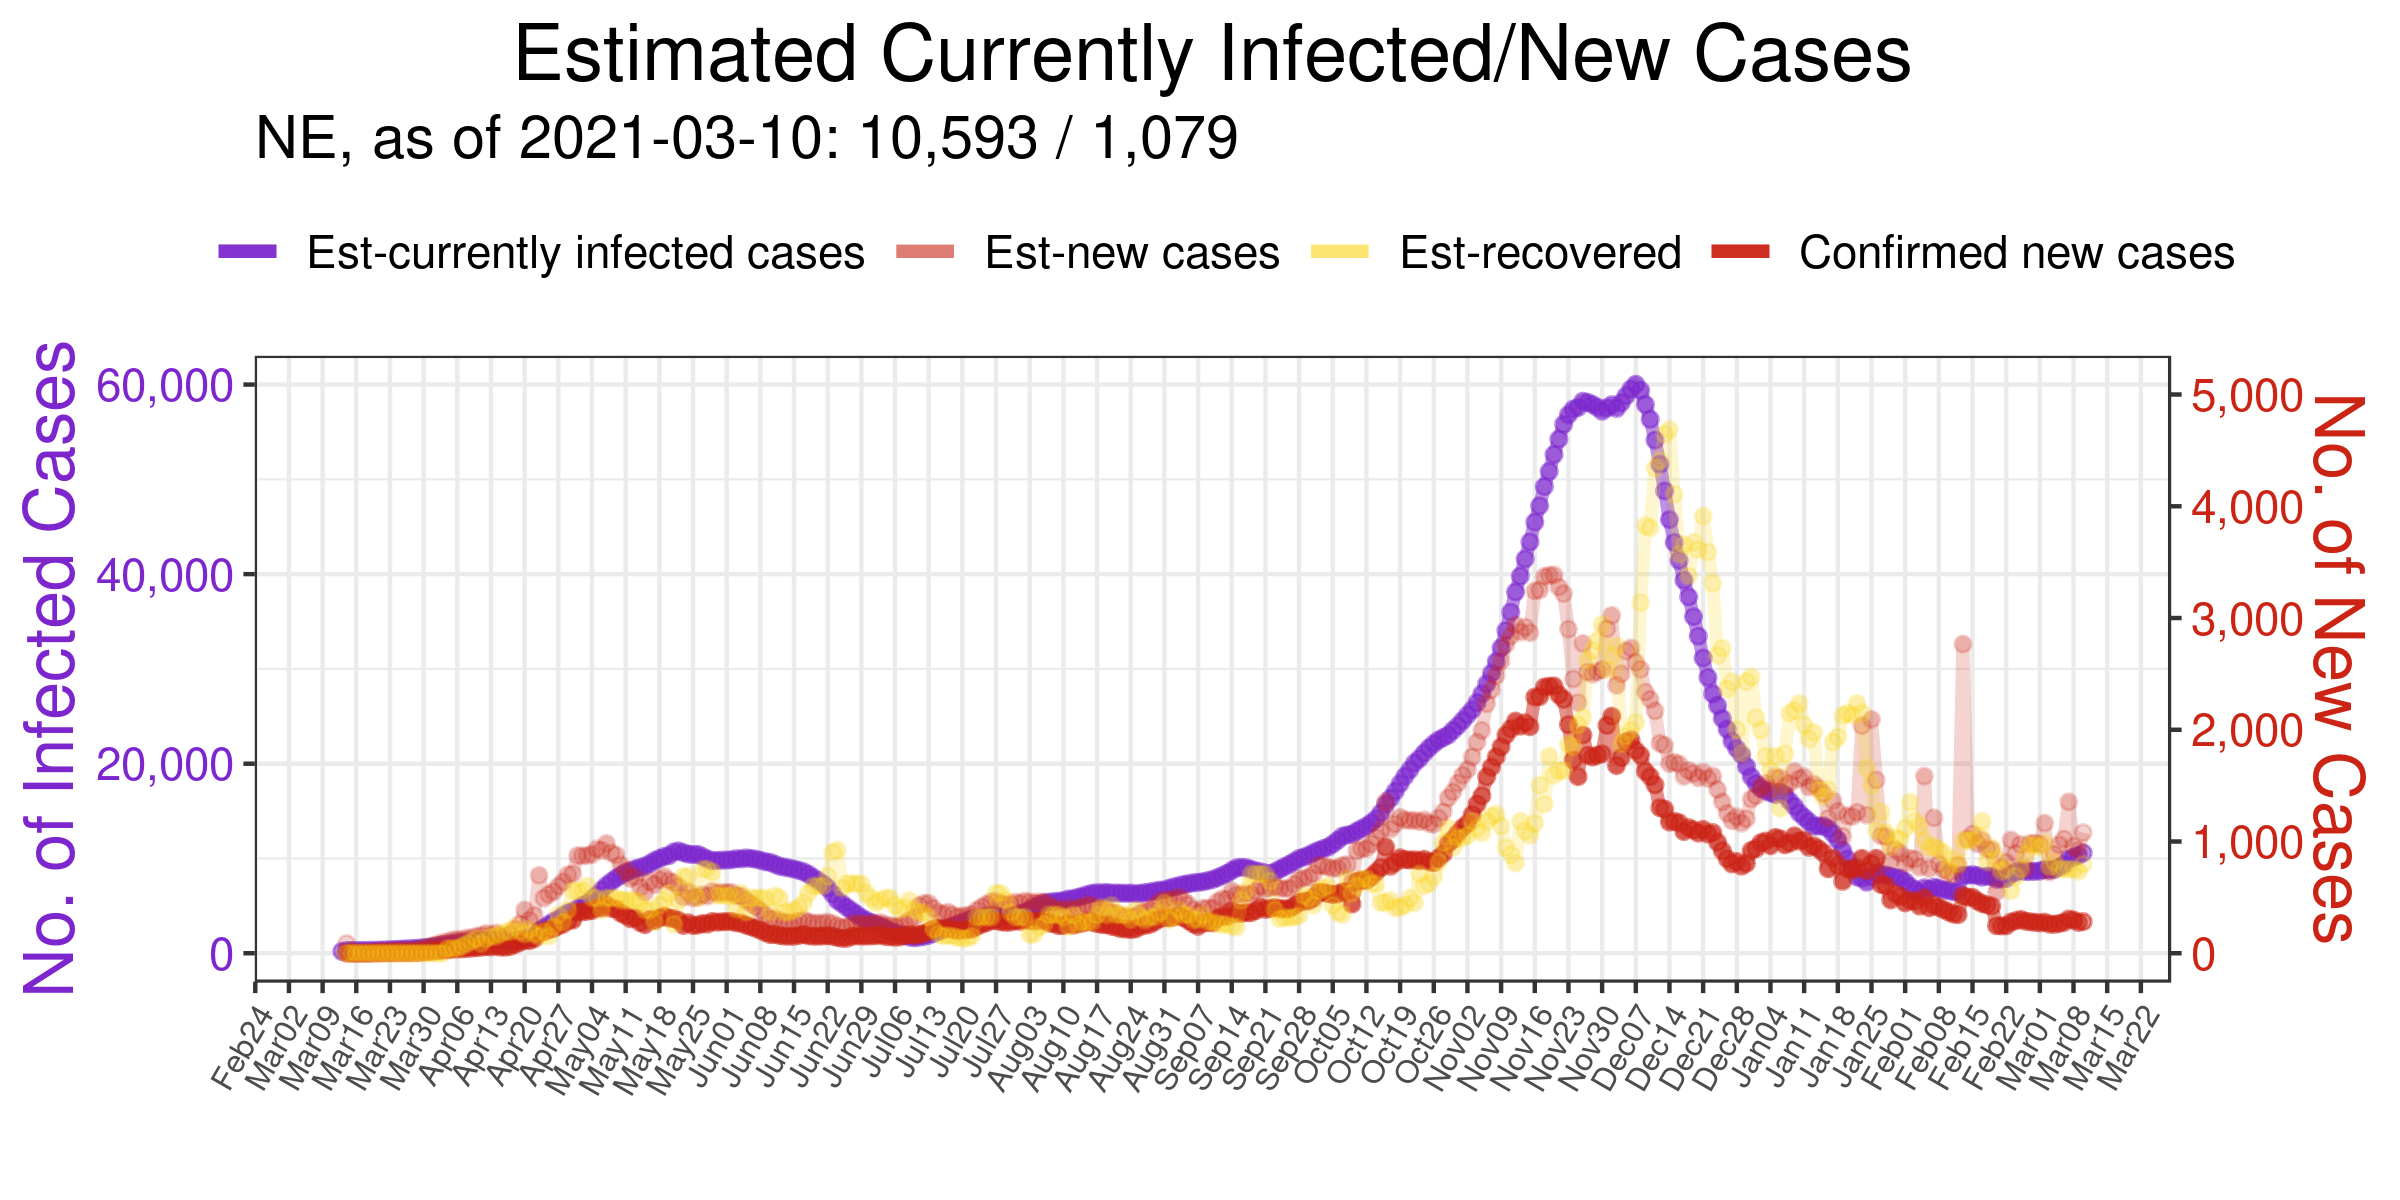 Estimated Currently Infected/New Cases
NE, as of 2021-03-10: 10,593 / 1,079
Est-currently infected cases
Est-new cases
Est-recovered
Confirmed new cases
No. of Infected Cases
60,000
40,000
20,000
0
5,000
4,000
3,000
2,000
1,000
0
No. of New Cases
Feb24
Mar02
Mar09
Mar16
Mar23
Mar30
Apr06
Apr13
Apr20
Apr27
May04
May11
May18
May25
Jun01
Jun08
Jun15
Jun22
Jun29
Jul06
Jul13
Jul20
Jul27
Aug03
Aug10
Aug17
Aug24
Aug31
Sep07
Sep14
Sep21
Sep28
Oct05
Oct12
Oct19
Oct26
Nov02
Nov09
Nov16
Nov23
Nov30
Dec07
Dec14
Dec21
Dec28
Jan04
Jan11
Jan18
Jan25
Feb01
Feb08
Feb15
Feb22
Mar01
Mar08
Mar15
Mar22